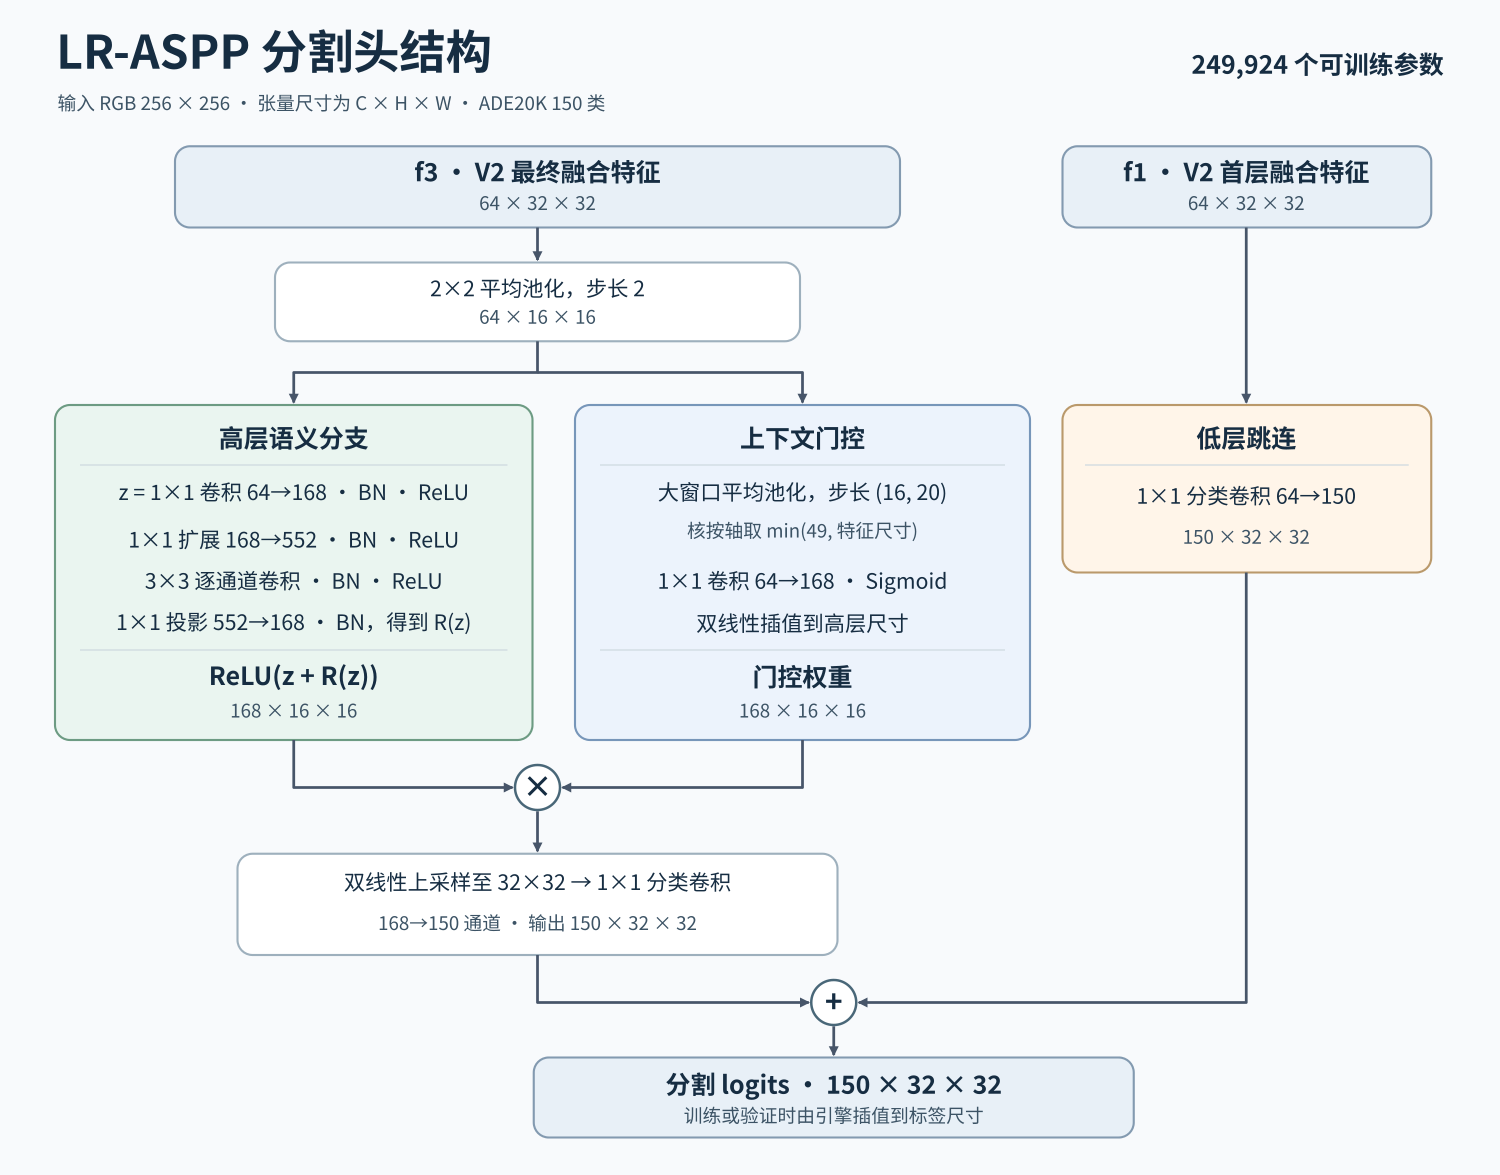 LR-ASPP 分割头结构
249,924 个可训练参数
输入 RGB 256 × 256 · 张量尺寸为 C × H × W · ADE20K 150 类
f3 · V2 最终融合特征
64 × 32 × 32
f1 · V2 首层融合特征
64 × 32 × 32
2×2 平均池化，步长 2
64 × 16 × 16
高层语义分支
z = 1×1 卷积 64→168 · BN · ReLU
1×1 扩展 168→552 · BN · ReLU
3×3 逐通道卷积 · BN · ReLU
1×1 投影 552→168 · BN，得到 R(z)
ReLU(z + R(z))
168 × 16 × 16
上下文门控
大窗口平均池化，步长 (16, 20)
核按轴取 min(49, 特征尺寸)
1×1 卷积 64→168 · Sigmoid
双线性插值到高层尺寸
门控权重
168 × 16 × 16
低层跳连
1×1 分类卷积 64→150
150 × 32 × 32
×
双线性上采样至 32×32 → 1×1 分类卷积
168→150 通道 · 输出 150 × 32 × 32
+
分割 logits · 150 × 32 × 32
训练或验证时由引擎插值到标签尺寸